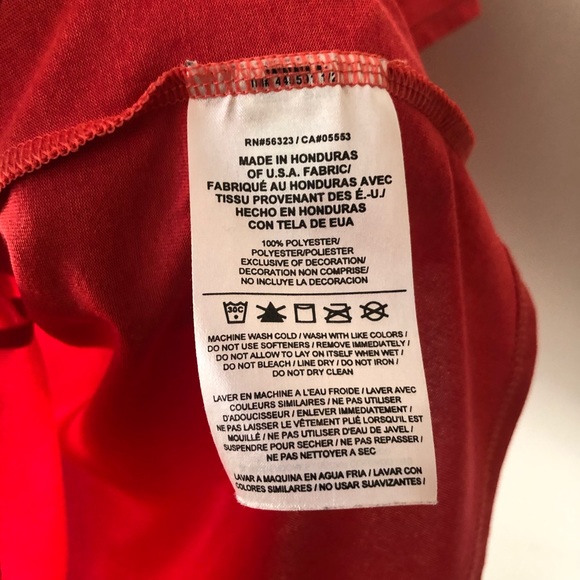 RN#56323 / CA#05553
MADE IN HONDURAS
OF U.S.A. FABRIC/
FABRIQUÉ AU HONDURAS AVEC
TISSU PROVENANT DES É.-U./
HECHO EN HONDURAS
CON TELA DE EUA
100% POLYESTER/
POLYESTER/POLIESTER
EXCLUSIVE OF DECORATION/
DECORATION NON COMPRISE/
NO INCLUYE LA DECORACION
30C
MACHINE WASH COLD / WASH WITH LIKE COLORS /
DO NOT USE SOFTENERS / REMOVE IMMEDIATELY /
DO NOT ALLOW TO LAY ON ITSELF WHEN WET /
DO NOT BLEACH / LINE DRY / DO NOT IRON /
DO NOT DRY CLEAN
LAVER EN MACHINE A L'EAU FROIDE / LAVER AVEC
COULEURS SIMILAIRES / NE PAS UTILISER
D'ADOUCISSEUR / ENLEVER IMMEDIATEMENT /
NE PAS LAISSER LE VÊTEMENT PLIÉ LORSQU'IL EST
MOUILLÉ / NE PAS UTILISER D'EAU DE JAVEL /
SUSPENDRE POUR SECHER / NE PAS REPASSER /
NE PAS NETTOYER A SEC
LAVAR A MAQUINA EN AGUA FRIA / LAVAR CON
COLORES SIMILARES / NO USAR SUAVIZANTES /